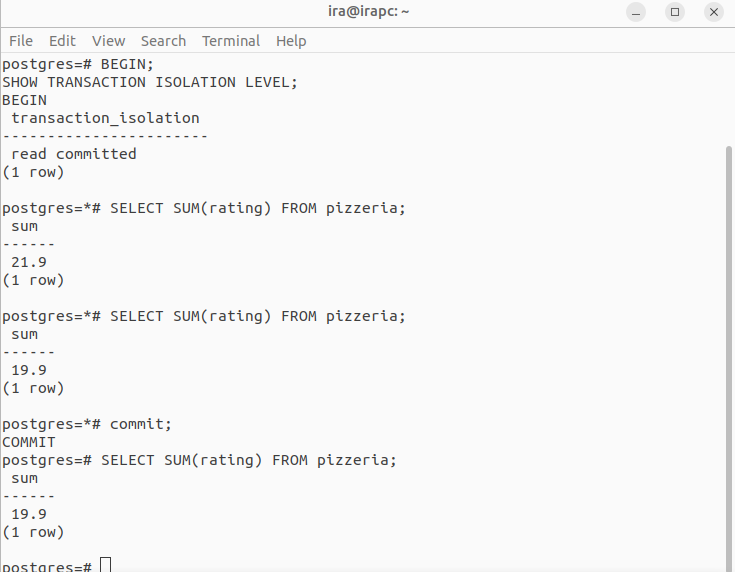 ira@irapc: ~
File Edit View Search Terminal Help
postgres=# BEGIN;
SHOW TRANSACTION ISOLATION LEVEL;
BEGIN
 transaction_isolation
-----------------------
 read committed
(1 row)

postgres=*# SELECT SUM(rating) FROM pizzeria;
 sum
------
 21.9
(1 row)

postgres=*# SELECT SUM(rating) FROM pizzeria;
 sum
------
 19.9
(1 row)

postgres=*# commit;
COMMIT
postgres=# SELECT SUM(rating) FROM pizzeria;
 sum
------
 19.9
(1 row)

postgres=#